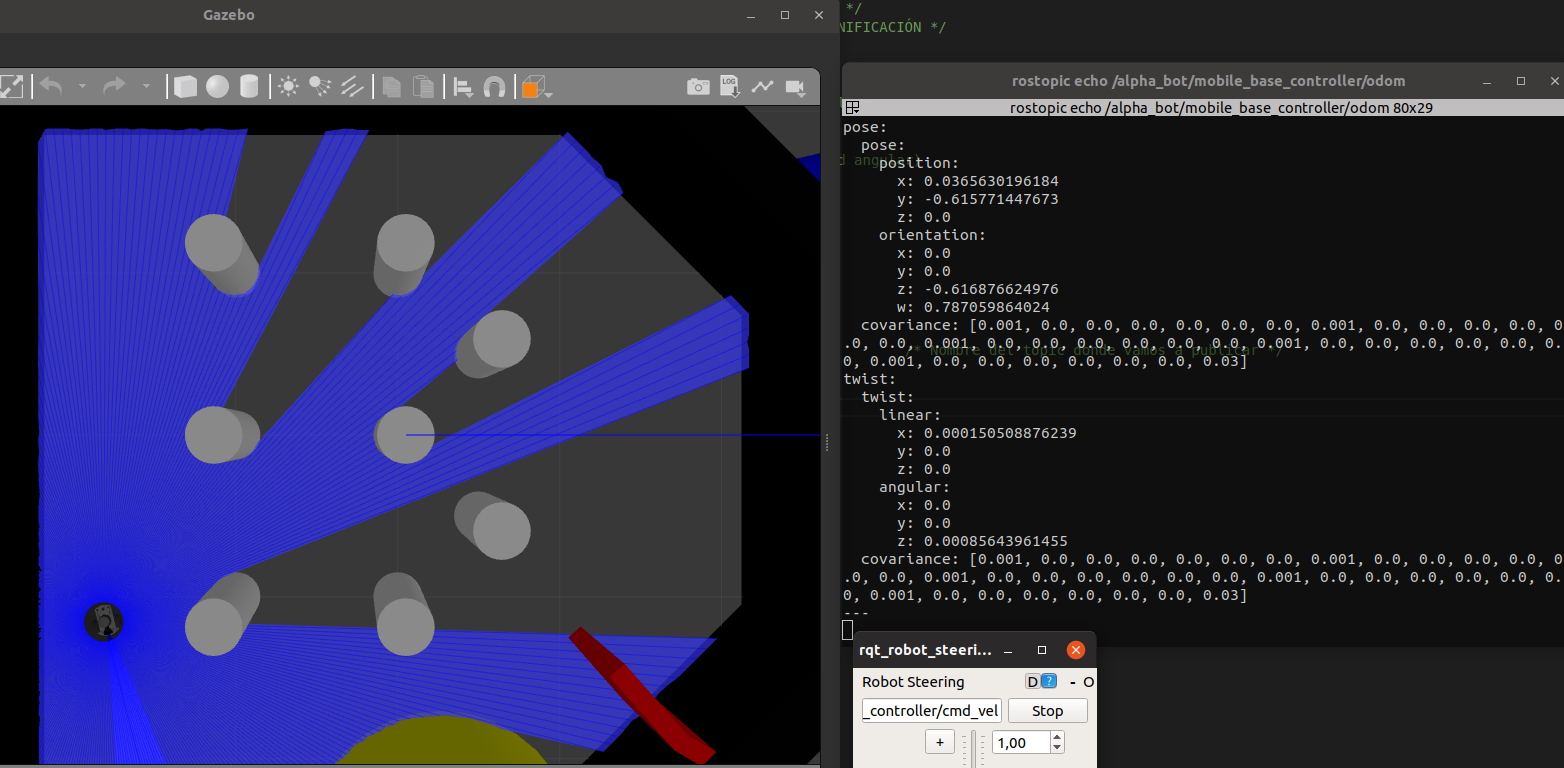 Gazebo
LOG
*/
NIFICACIÓN */
rostopic echo /alpha_bot/mobile_base_controller/odom
rostopic echo /alpha_bot/mobile_base_controller/odom 80x29
pose:
pose:
position:
x: 0.0365630196184
y: -0.615771447673
z: 0.0
orientation:
x: 0.0
y: 0.0
z: -0.616876624976
w: 0.787059864024
covariance: [0.001, 0.0, 0.0, 0.0, 0.0, 0.0, 0.0, 0.001, 0.0, 0.0, 0.0, 0.0, 0
.0, 0.0, 0.001, 0.0, 0.0, 0.0, 0.0, 0.0, 0.0, 0.001, 0.0, 0.0, 0.0, 0.0, 0.0, 0.
0, 0.001, 0.0, 0.0, 0.0, 0.0, 0.0, 0.0, 0.03]
twist:
twist:
linear:
x: 0.000150508876239
y: 0.0
z: 0.0
angular:
x: 0.0
y: 0.0
z: 0.00085643961455
covariance: [0.001, 0.0, 0.0, 0.0, 0.0, 0.0, 0.0, 0.001, 0.0, 0.0, 0.0, 0.0, 0
.0, 0.0, 0.001, 0.0, 0.0, 0.0, 0.0, 0.0, 0.0, 0.001, 0.0, 0.0, 0.0, 0.0, 0.0, 0.
0, 0.001, 0.0, 0.0, 0.0, 0.0, 0.0, 0.0, 0.03]
---
/* Nombre del topic donde vamos a publicar */
rqt_robot_steeri...
Robot Steering
D ? - O
_controller/cmd_vel
Stop
+
1,00